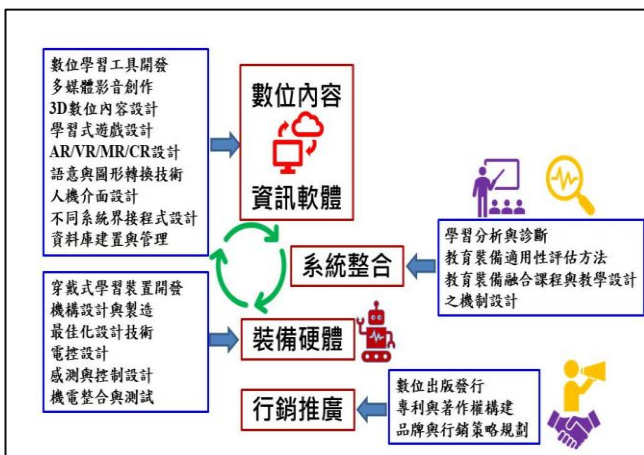 數位學習工具開發
多媒體影音創作
3D數位內容設計
學習式遊戲設計
AR/VR/MR/CR設計
語意與圖形轉換技術
人機介面設計
不同系統界接程式設計
資料庫建置與管理
數位內容
資訊軟體
系統整合
學習分析與診斷
教育裝備適用性評估方法
教育裝備融合課程與教學設計
之機制設計
穿戴式學習裝置開發
機構設計與製造
最佳化設計技術
電控設計
感測與控制設計
機電整合與測試
裝備硬體
行銷推廣
數位出版發行
專利與著作權構建
品牌與行銷策略規劃